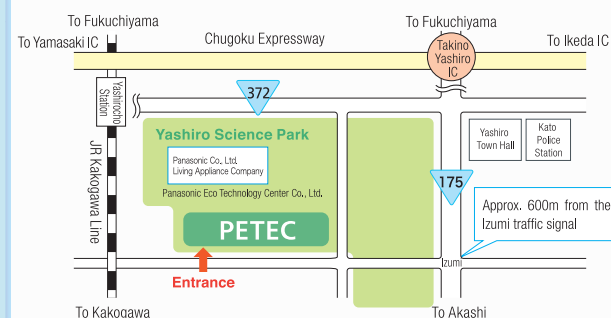 To Fukuchiyama
To Fukuchiyama
To Yamasaki IC
Chugoku Expressway
Takino
Yashiro
IC
To Ikeda IC
Yashirocho
Station
372
Yashiro Science Park
Panasonic Co,. Ltd.
Living Appliance Company
Panasonic Eco Technology Center Co., Ltd.
Yashiro
Town Hall
Kato
Police
Station
JR Kakogawa Line
175
PETEC
Approx. 600m from the
Izumi traffic signal
Izumi
Entrance
To Kakogawa
To Akashi